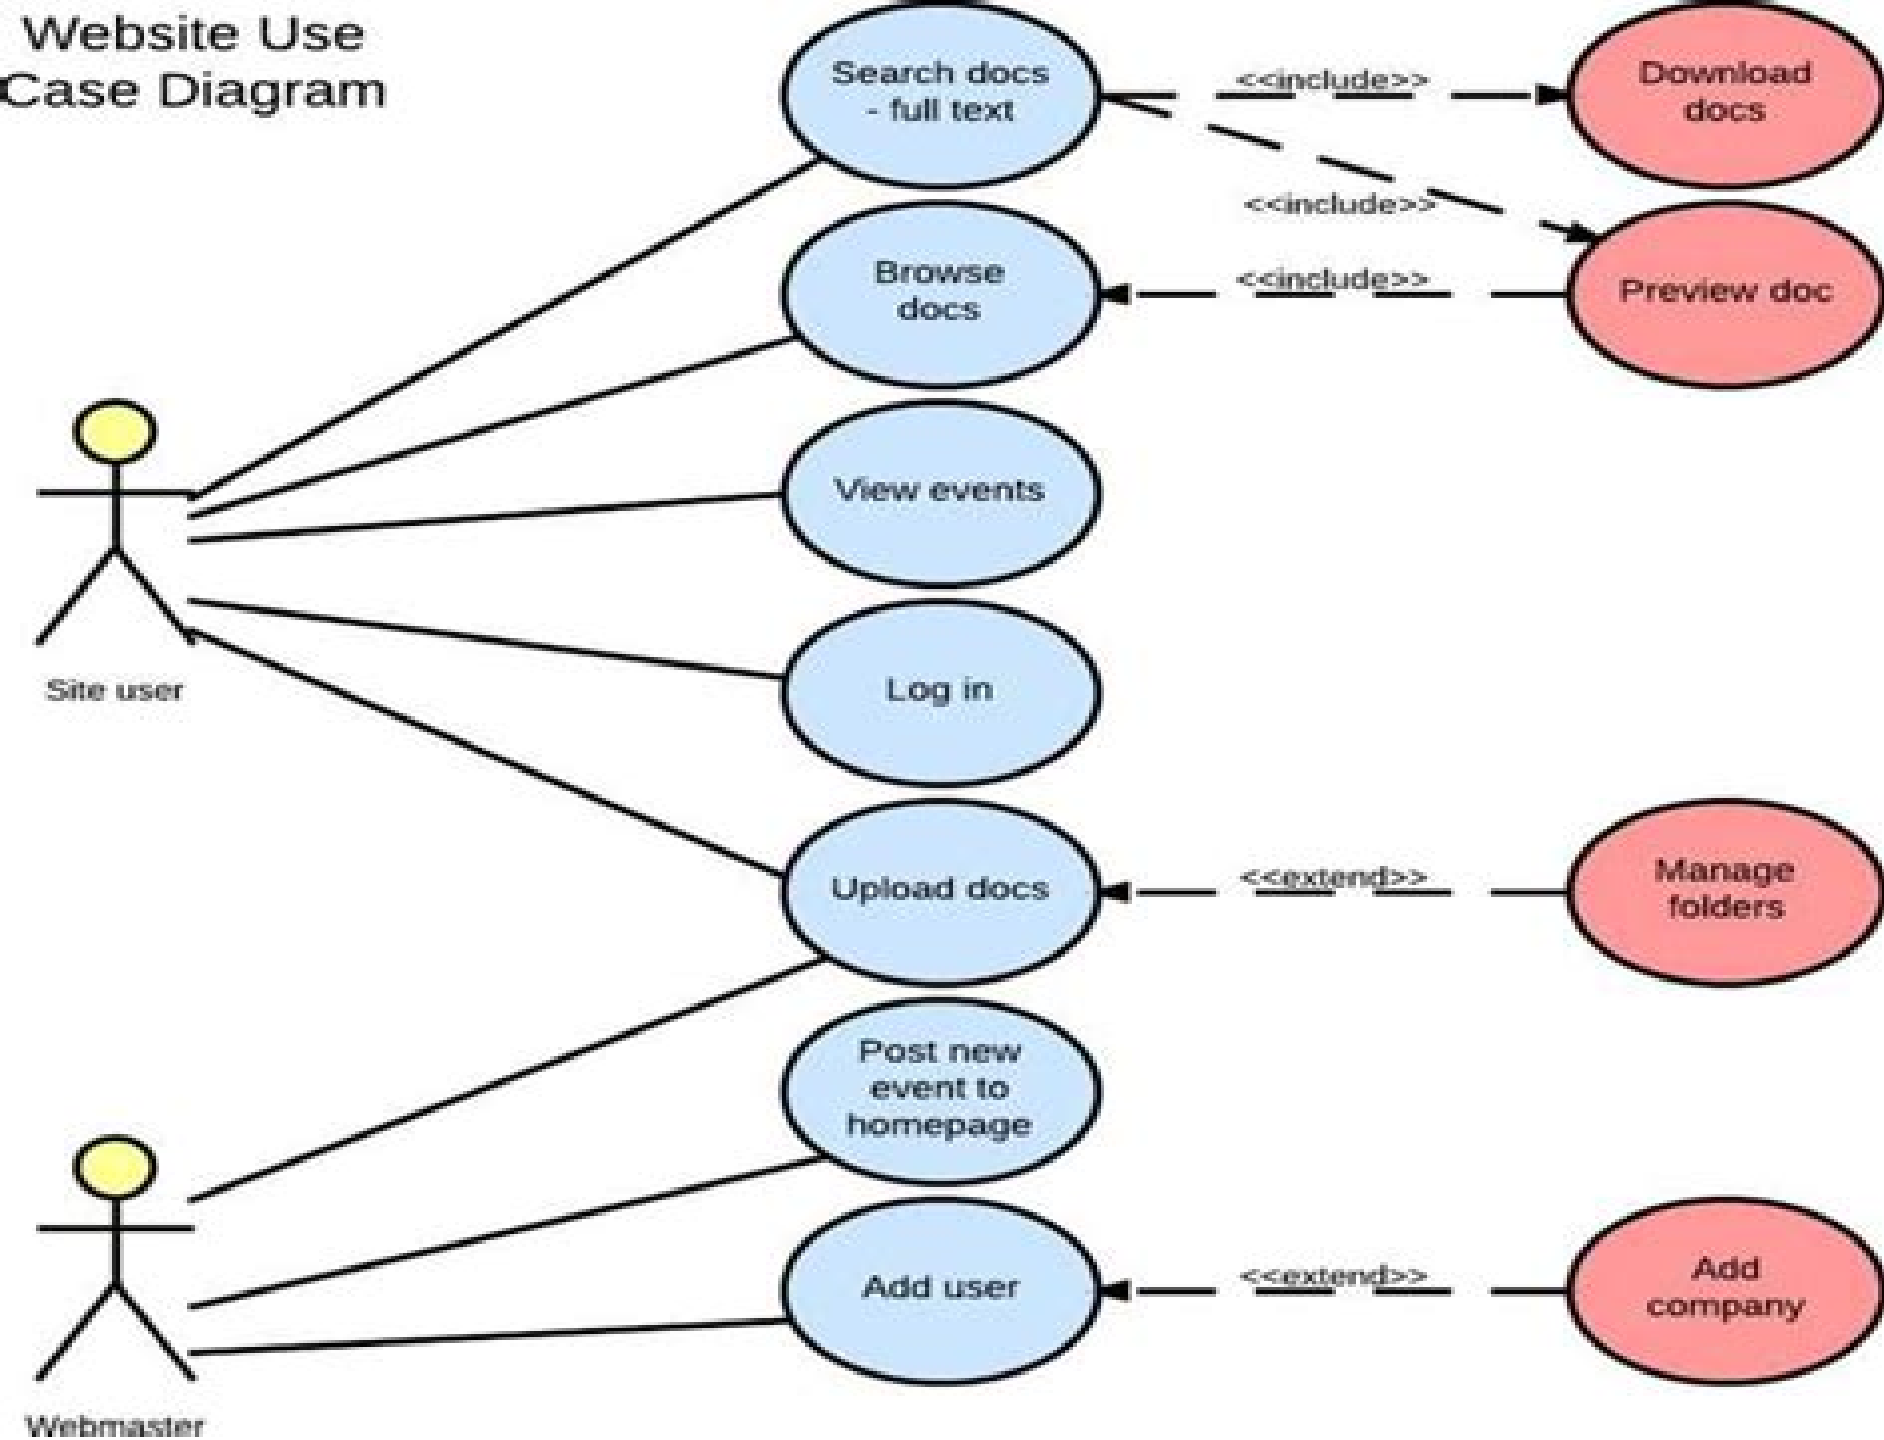 Website Use
Case Diagram
Search docs
- full text
<<include>>
Download
docs
<<include>>
Browse
docs
<<include>>
Preview doc
View events
Site user
Log in
Upload docs
<<extend>>
Manage
folders
Post new
event to
homepage
Add user
<<extend>>
Add
company
Webmaster